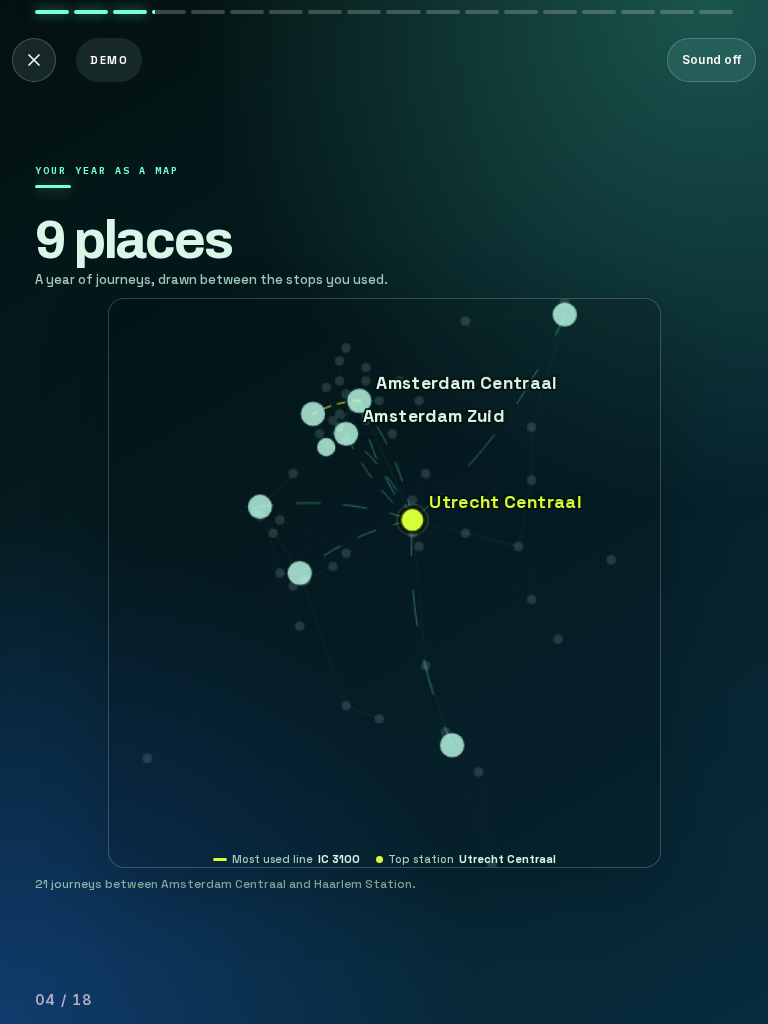 DEMO
Sound off
YOUR YEAR AS A MAP
9 places
A year of journeys, drawn between the stops you used.
Amsterdam Centraal
Amsterdam Zuid
Utrecht Centraal
Most used line IC 3100 Top station Utrecht Centraal
21 journeys between Amsterdam Centraal and Haarlem Station.
04 / 18